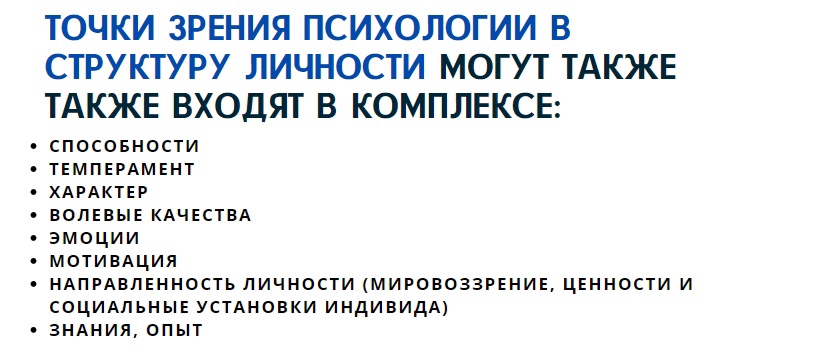 ТОЧКИ ЗРЕНИЯ ПСИХОЛОГИИ В
СТРУКТУРУ ЛИЧНОСТИ МОГУТ ТАКЖЕ
ТАКЖЕ ВХОДЯТ В КОМПЛЕКСЕ:
• СПОСОБНОСТИ
• ТЕМПЕРАМЕНТ
• ХАРАКТЕР
• ВОЛЕВЫЕ КАЧЕСТВА
• ЭМОЦИИ
• МОТИВАЦИЯ
• НАПРАВЛЕННОСТЬ ЛИЧНОСТИ (МИРОВОЗЗРЕНИЕ, ЦЕННОСТИ И
СОЦИАЛЬНЫЕ УСТАНОВКИ ИНДИВИДА)
• ЗНАНИЯ, ОПЫТ